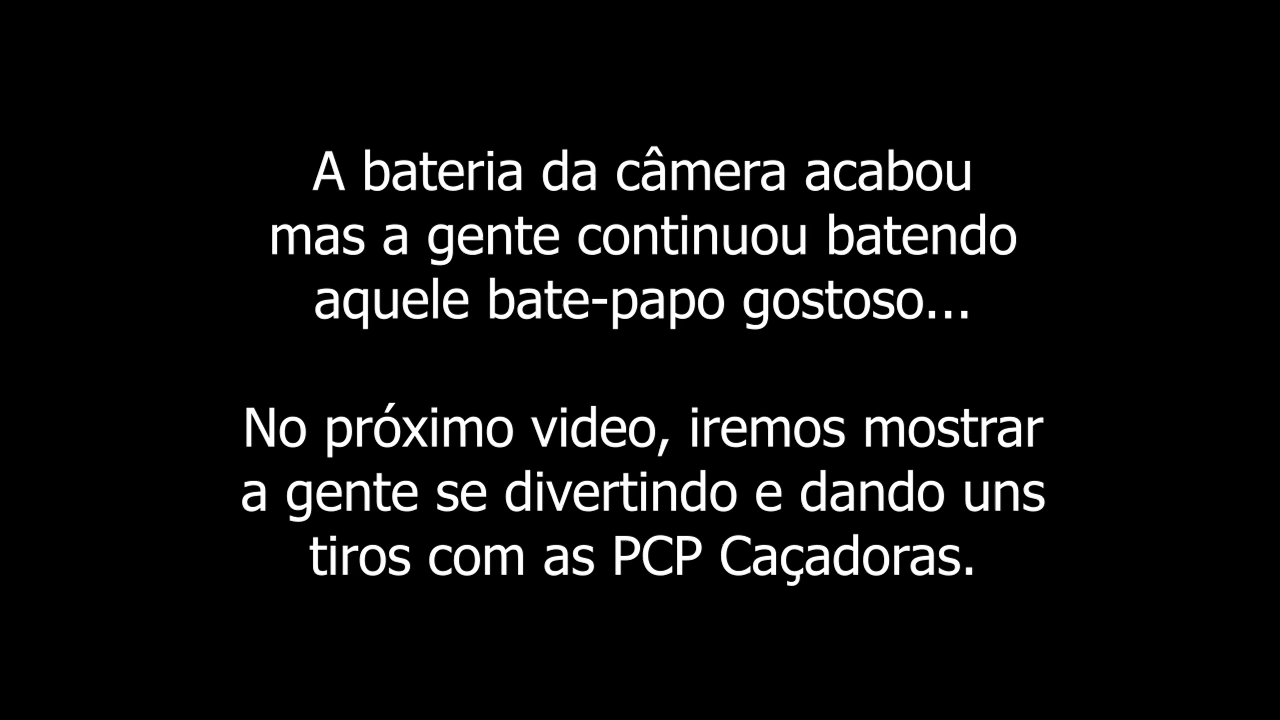 A bateria da câmera acabou
mas a gente continuou batendo
aquele bate-papo gostoso...
No próximo video, iremos mostrar
a gente se divertindo e dando uns
tiros com as PCP Caçadoras.